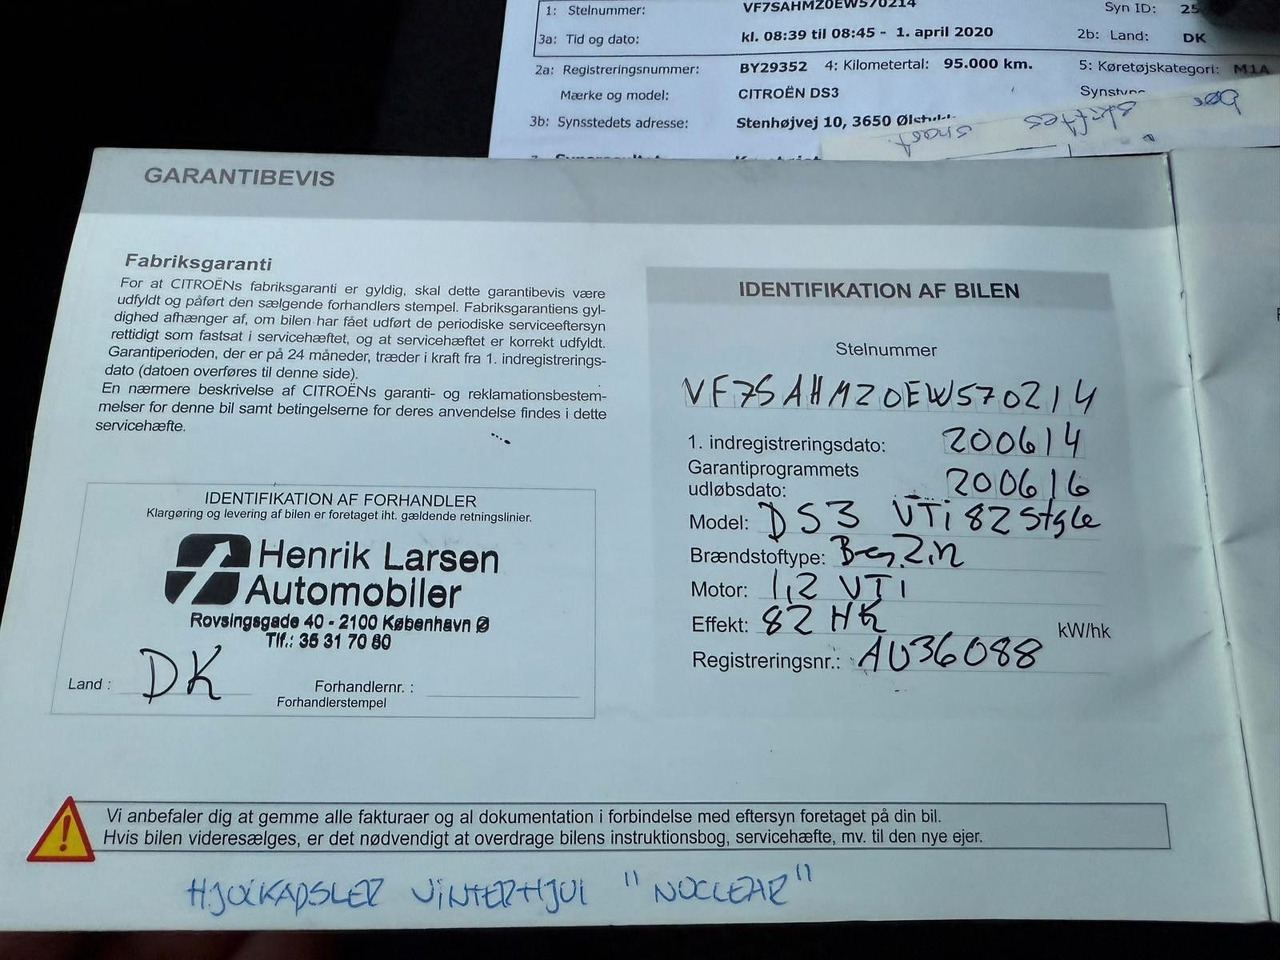 1: Stelnummer: VF7SAHMZ0EW570214 Syn ID: 25
3a: Tid og dato: kl. 08:39 til 08:45 - 1. april 2020 2b: Land: DK
2a: Registreringsnummer: BY29352 4: Kilometertal: 95.000 km. 5: Køretøjskategori: M1A
Mærke og model: CITROËN DS3
3b: Synsstedets adresse: Stenhøjvej 10, 3650
bør
skiftes
snart
GARANTIBEVIS
Fabriksgaranti
For at CITROËNs fabriksgaranti er gyldig, skal dette garantibevis være
udfyldt og påført den sælgende forhandlers stempel. Fabriksgarantiens gyl-
dighed afhænger af, om bilen har fået udført de periodiske serviceeftersyn
rettidigt som fastsat i servicehæftet, og at servicehæftet er korrekt udfyldt.
Garantiperioden, der er på 24 måneder, træder i kraft fra 1. indregistrerings-
dato (datoen overføres til denne side).
En nærmere beskrivelse af CITROËNs garanti- og reklamationsbestem-
melser for denne bil samt betingelserne for deres anvendelse findes i dette
servicehæfte.
IDENTIFIKATION AF FORHANDLER
Klargøring og levering af bilen er foretaget iht. gældende retningslinier.
Henrik Larsen
Automobiler
Rovsingsgade 40 - 2100 København Ø
Tlf.: 35 31 70 60
Land : DK Forhandlernr. :
Forhandlerstempel
IDENTIFIKATION AF BILEN
Stelnummer
VF7SAHMZ0EW570214
1. indregistreringsdato: 200614
Garantiprogrammets
udløbsdato: 200616
Model: DS3 VTi 82 Style
Brændstoftype: Benzin
Motor: 1,2 VTI
Effekt: 82 HK kW/hk
Registreringsnr.: AU36088
Vi anbefaler dig at gemme alle fakturaer og al dokumentation i forbindelse med eftersyn foretaget på din bil.
Hvis bilen videresælges, er det nødvendigt at overdrage bilens instruktionsbog, servicehæfte, mv. til den nye ejer.
HJULKAPSLER VINTERHJUL "NUCLEAR"